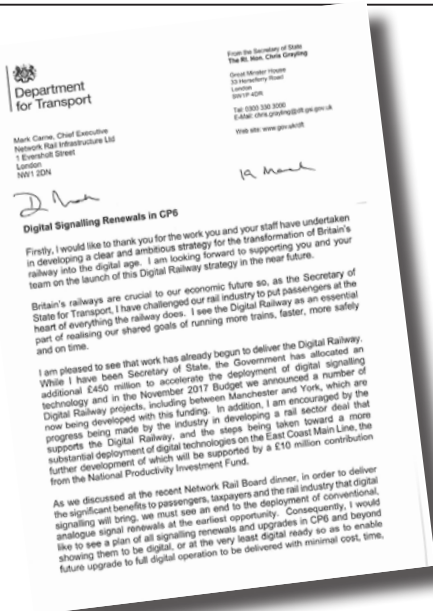 Department
for Transport
From the Secretary of State
The Rt. Hon. Chris Grayling
Great Minster House
33 Horseferry Road
London
SW1P 4DR
Tel: 0300 330 3000
E-Mail: chris.grayling@dft.gsi.gov.uk
Web site: www.gov.uk/dft
Mark Carne, Chief Executive
Network Rail Infrastructure Ltd
1 Eversholt Street
London
NW1 2DN
19 March
Digital Signalling Renewals in CP6
Firstly, I would like to thank you for the work you and your staff have undertaken
in developing a clear and ambitious strategy for the transformation of Britain's
railway into the digital age. I am looking forward to supporting you and your
team on the launch of this Digital Railway strategy in the near future.
Britain's railways are crucial to our economic future so, as the Secretary of
State for Transport, I have challenged our rail industry to put passengers at the
heart of everything the railway does. I see the Digital Railway as an essential
part of realising our shared goals of running more trains, faster, more safely
and on time.
I am pleased to see that work has already begun to deliver the Digital Railway.
While I have been Secretary of State, the Government has allocated an
additional £450 million to accelerate the deployment of digital signalling
technology and in the November 2017 Budget we announced a number of
Digital Railway projects, including between Manchester and York, which are
now being developed with this funding. In addition, I am encouraged by the
progress being made by the industry in developing a rail sector deal that
supports the Digital Railway, and the steps being taken toward a more
substantial deployment of digital technologies on the East Coast Main Line, the
further development of which will be supported by a £10 million contribution
from the National Productivity Investment Fund.
As we discussed at the recent Network Rail Board dinner, in order to deliver
the significant benefits to passengers, taxpayers and the rail industry that digital
signalling will bring, we must see an end to the deployment of conventional,
analogue signal renewals at the earliest opportunity. Consequently, I would
like to see a plan of all signalling renewals and upgrades in CP6 and beyond
showing them to be digital, or at the very least digital ready so as to enable
future upgrade to full digital operation to be delivered with minimal cost, time,